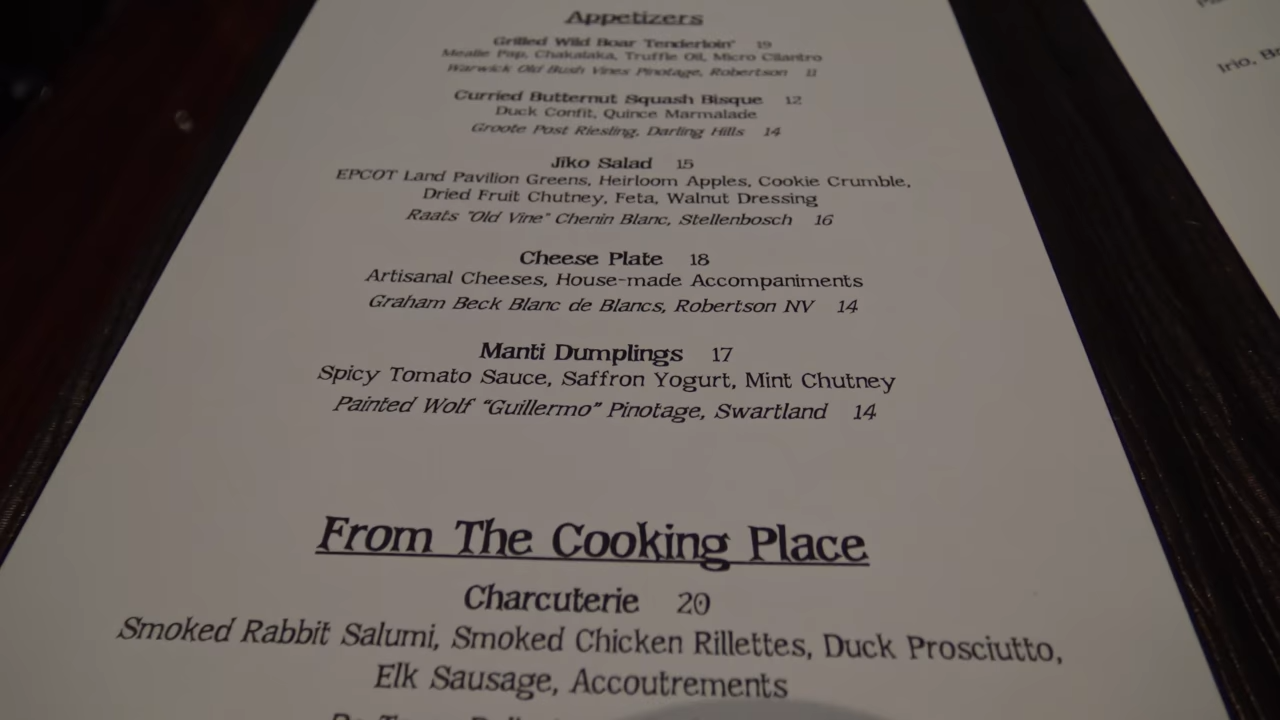 Appetizers
Grilled Wild Boar Tenderloin 19
Mealie Pap, Chakalaka, Truffle Oil, Micro Cilantro
Warwick Old Bush Vines Pinotage, Robertson 11
Curried Butternut Squash Bisque 12
Duck Confit, Quince Marmalade
Groote Post Riesling, Darling Hills 14
Jiko Salad 15
EPCOT Land Pavilion Greens, Heirloom Apples, Cookie Crumble,
Dried Fruit Chutney, Feta, Walnut Dressing
Raats "Old Vine" Chenin Blanc, Stellenbosch 16
Cheese Plate 18
Artisanal Cheeses, House-made Accompaniments
Graham Beck Blanc de Blancs, Robertson NV 14
Manti Dumplings 17
Spicy Tomato Sauce, Saffron Yogurt, Mint Chutney
Painted Wolf “Guillermo” Pinotage, Swartland 14
From The Cooking Place
Charcuterie 20
Smoked Rabbit Salumi, Smoked Chicken Rillettes, Duck Prosciutto,
Elk Sausage, Accoutrements